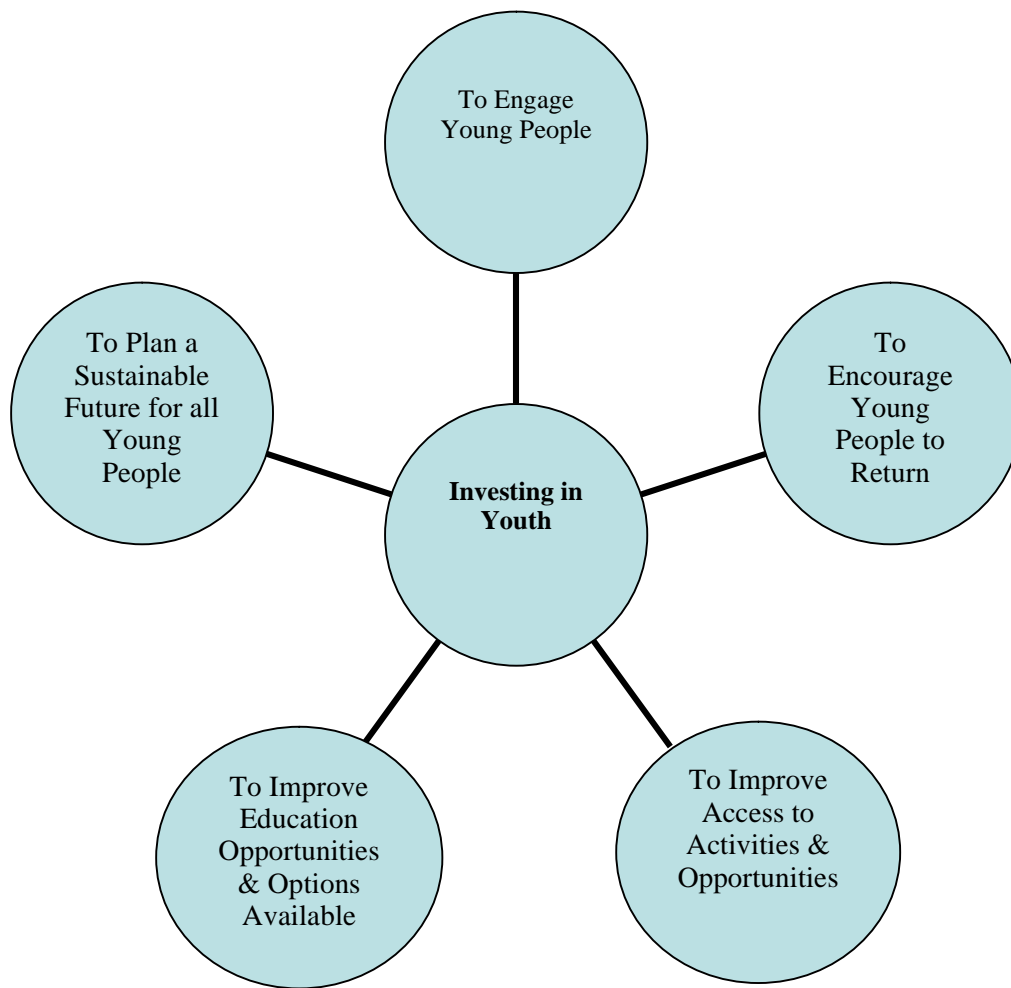 To Engage
Young People
To Plan a
Sustainable
Future for all
Young
People
To
Encourage
Young
People to
Return
Investing in
Youth
To Improve
Education
Opportunities
& Options
Available
To Improve
Access to
Activities &
Opportunities